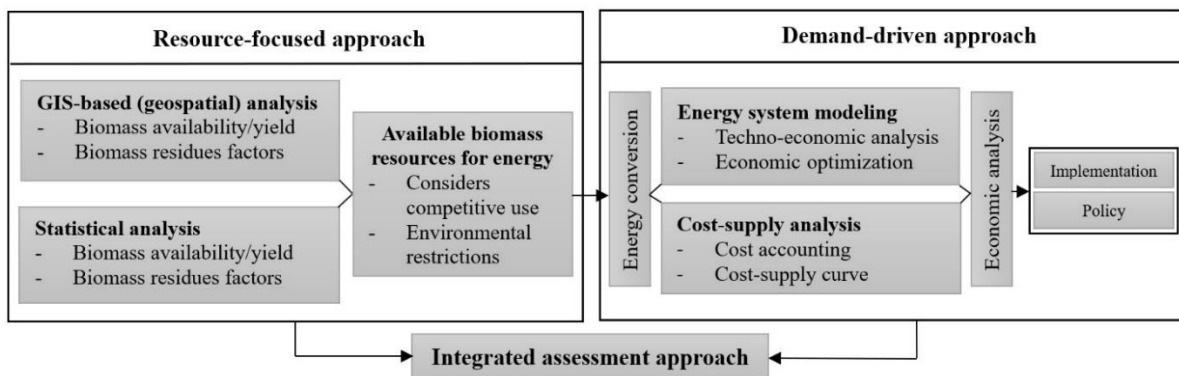 Resource-focused approach
GIS-based (geospatial) analysis
- Biomass availability/yield
- Biomass residues factors
Statistical analysis
- Biomass availability/yield
- Biomass residues factors
Available biomass
resources for energy
- Considers
competitive use
- Environmental
restrictions
Demand-driven approach
Energy conversion
Energy system modeling
- Techno-economic analysis
- Economic optimization
Cost-supply analysis
- Cost accounting
- Cost-supply curve
Economic analysis
Implementation
Policy
Integrated assessment approach